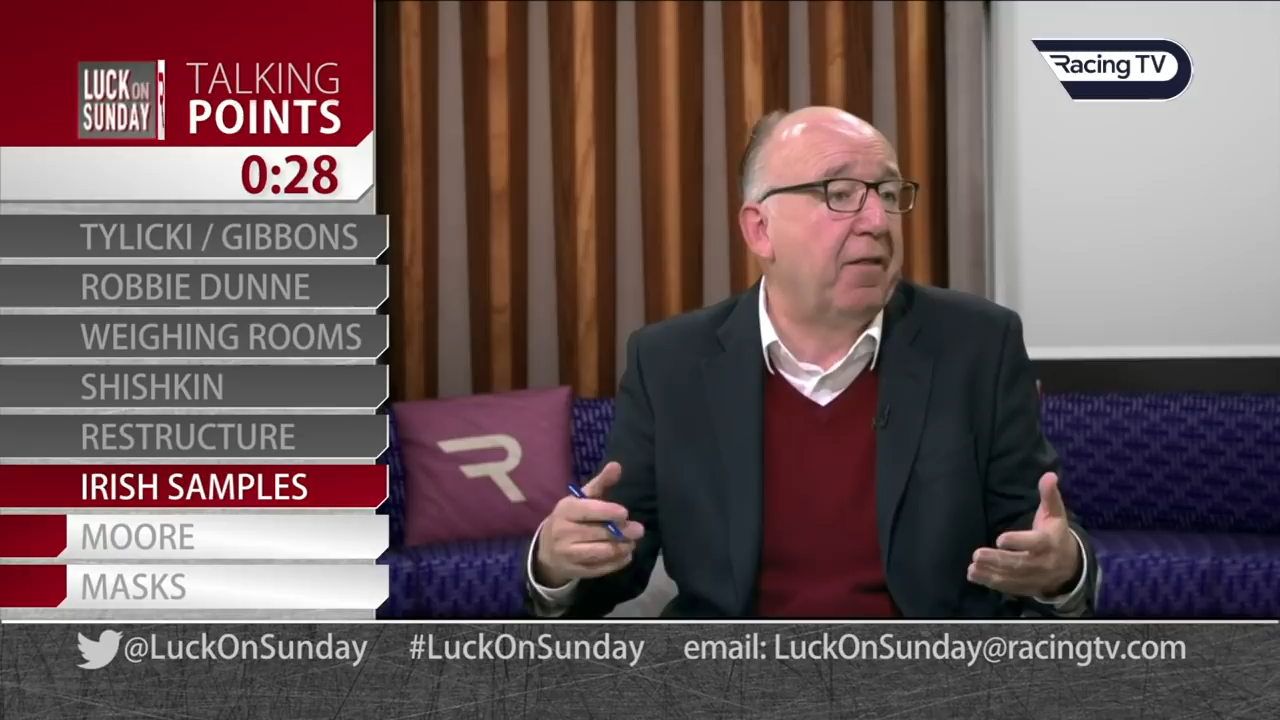 LUCK ON
SUNDAY
TALKING
POINTS
0:28
TYLICKI / GIBBONS
ROBBIE DUNNE
WEIGHING ROOMS
SHISHKIN
RESTRUCTURE
IRISH SAMPLES
MOORE
MASKS
Racing TV
@LuckOnSunday #LuckOnSunday email: LuckOnSunday@racingtv.com